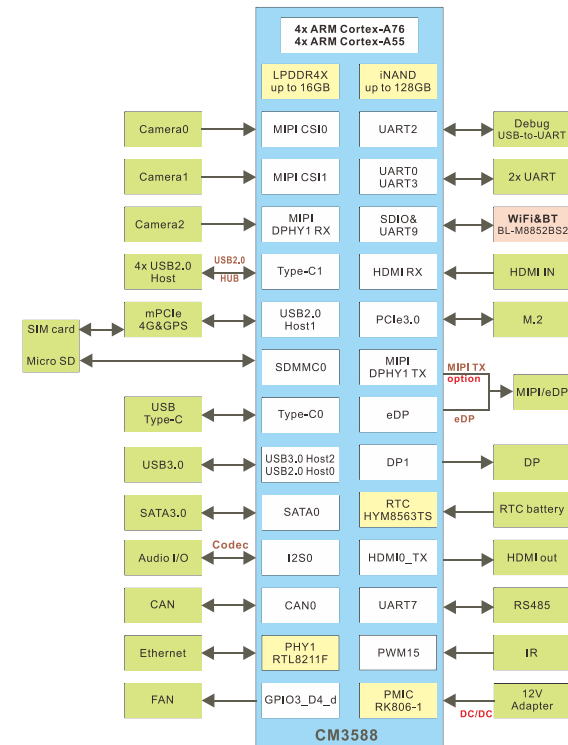 4x ARM Cortex-A76
4x ARM Cortex-A55
LPDDR4X
up to 16GB
iNAND
up to 128GB
Camera0
MIPI CSI0
UART2
Debug
USB-to-UART
Camera1
MIPI CSI1
UART0
UART3
2x UART
Camera2
MIPI
DPHY1 RX
SDIO&
UART9
WiFi&BT
BL-M8852BS2
4x USB2.0
Host
USB2.0
HUB
Type-C1
HDMI RX
HDMI IN
SIM card
mPCIe
4G&GPS
USB2.0
Host1
PCIe3.0
M.2
Micro SD
SDMMC0
MIPI
DPHY1 TX
MIPI TX
option
MIPI/eDP
USB
Type-C
Type-C0
eDP
eDP
USB3.0
USB3.0 Host2
USB2.0 Host0
DP1
DP
SATA3.0
SATA0
RTC
HYM8563TS
RTC battery
Audio I/O
Codec
I2S0
HDMI0_TX
HDMI out
CAN
CAN0
UART7
RS485
Ethernet
PHY1
RTL8211F
PWM15
IR
FAN
GPIO3_D4_d
PMIC
RK806-1
DC/DC
12V
Adapter
CM3588